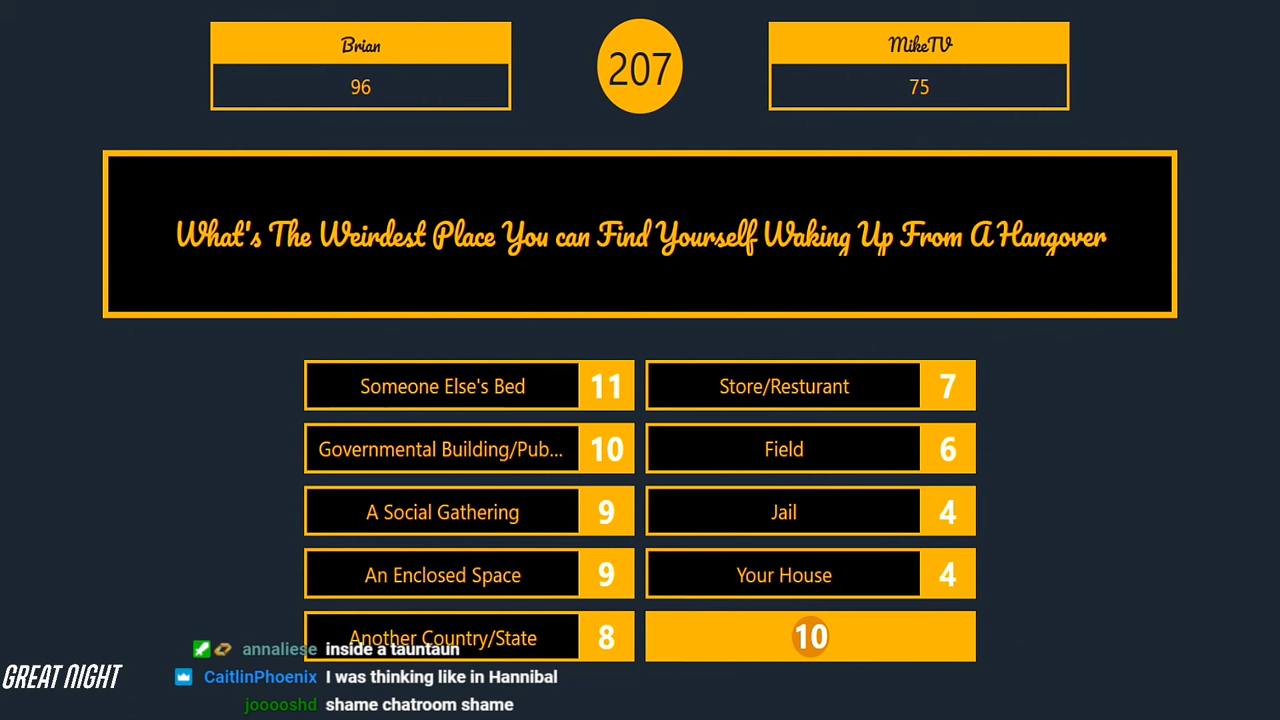 Brian
96
207
MikeTV
75
What's The Weirdest Place You can Find Yourself Waking Up From A Hangover
Someone Else's Bed 11
Store/Resturant 7
Governmental Building/Pub... 10
Field 6
A Social Gathering 9
Jail 4
An Enclosed Space 9
Your House 4
Another Country/State 8
10
annaliese inside a tauntaun
CaitlinPhoenix I was thinking like in Hannibal
jooooshd shame chatroom shame
GREAT NIGHT